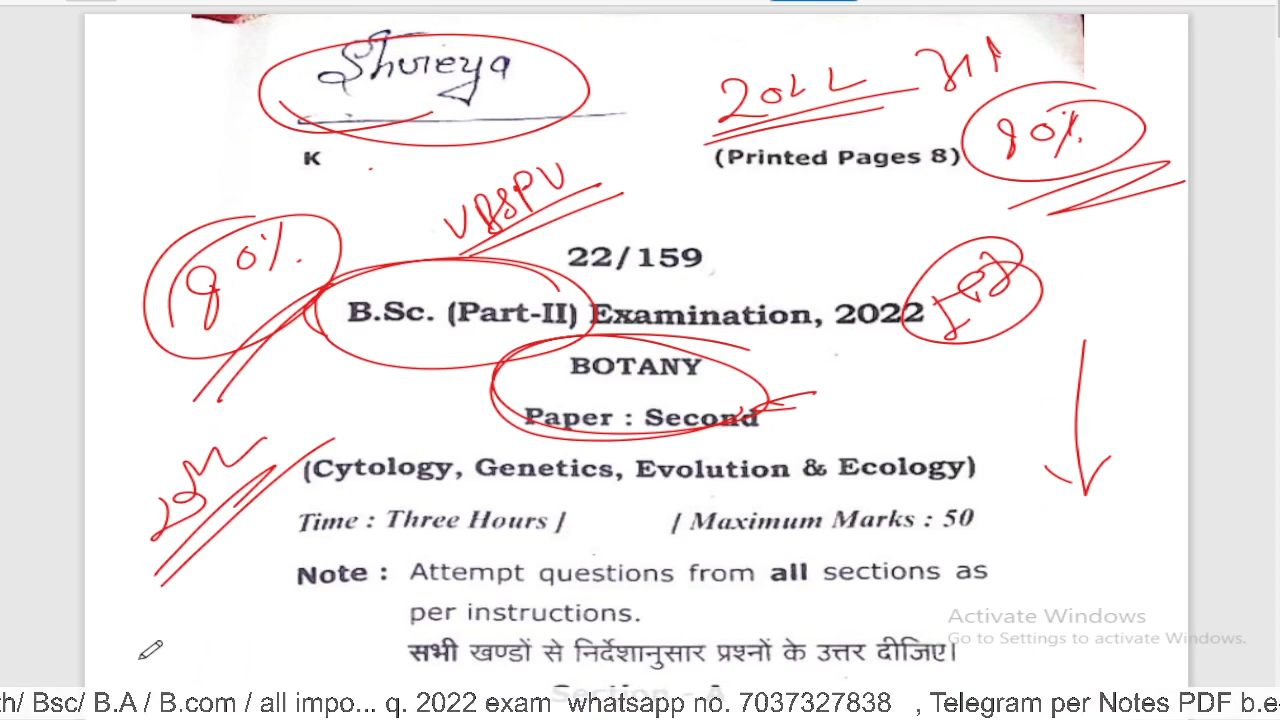 Shrieya
2022
K
(Printed Pages 8)
90%
VBSPU
90%
22/159
B.Sc. (Part-II) Examination, 2022
BOTANY
Paper : Second
(Cytology, Genetics, Evolution & Ecology)
Time : Three Hours ]
[ Maximum Marks : 50
Note : Attempt questions from all sections as
per instructions.
सभी खण्डों से निर्देशानुसार प्रश्नों के उत्तर दीजिए।
Activate Windows
Go to Settings to activate Windows.
Section - A
th/ Bsc/ B.A / B.com / all impo... q. 2022 exam whatsapp no. 7037327838 , Telegram per Notes PDF b.e